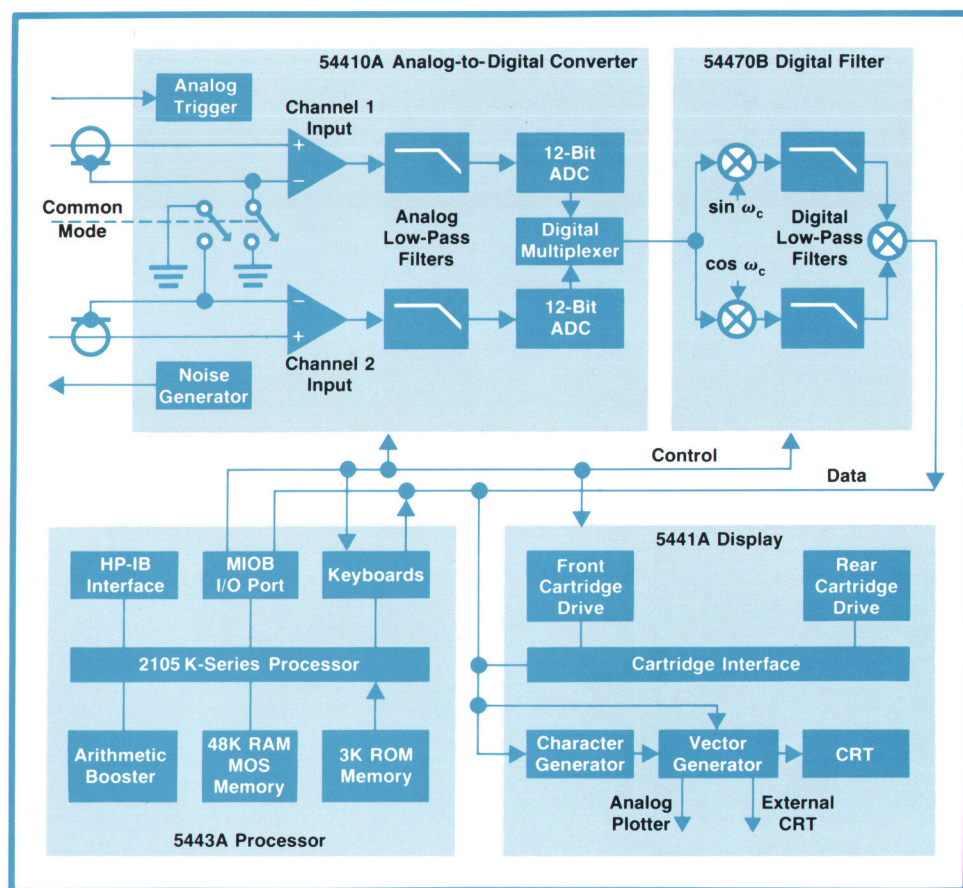 54410A Analog-to-Digital Converter
54470B Digital Filter
Analog
Trigger
Channel 1
Input
+
−
12-Bit
ADC
Common
Mode
Analog
Low-Pass
Filters
Digital
Multiplexer
sin ωc
cos ωc
Digital
Low-Pass
Filters
−
+
12-Bit
ADC
Channel 2
Input
Noise
Generator
Control
Data
HP-IB
Interface
MIOB
I/O Port
Keyboards
2105 K-Series Processor
Arithmetic
Booster
48K RAM
MOS
Memory
3K ROM
Memory
5443A Processor
5441A Display
Front
Cartridge
Drive
Rear
Cartridge
Drive
Cartridge Interface
Character
Generator
Vector
Generator
CRT
Analog
Plotter
External
CRT